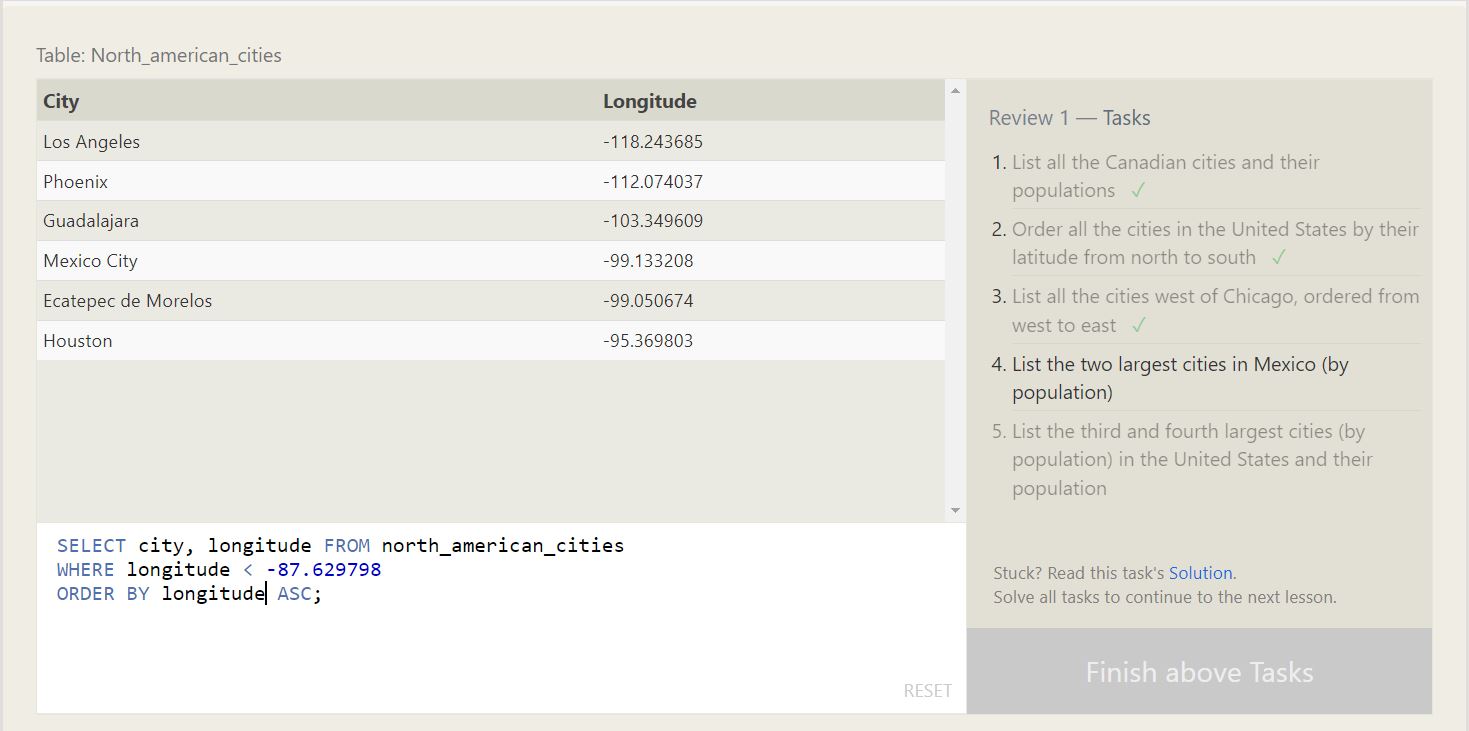 Table: North_american_cities
City Longitude
Los Angeles -118.243685
Phoenix -112.074037
Guadalajara -103.349609
Mexico City -99.133208
Ecatepec de Morelos -99.050674
Houston -95.369803
SELECT city, longitude FROM north_american_cities
WHERE longitude < -87.629798
ORDER BY longitude ASC;
RESET
Review 1 — Tasks
1. List all the Canadian cities and their
populations ✓
2. Order all the cities in the United States by their
latitude from north to south ✓
3. List all the cities west of Chicago, ordered from
west to east ✓
4. List the two largest cities in Mexico (by
population)
5. List the third and fourth largest cities (by
population) in the United States and their
population
Stuck? Read this task's Solution.
Solve all tasks to continue to the next lesson.
Finish above Tasks